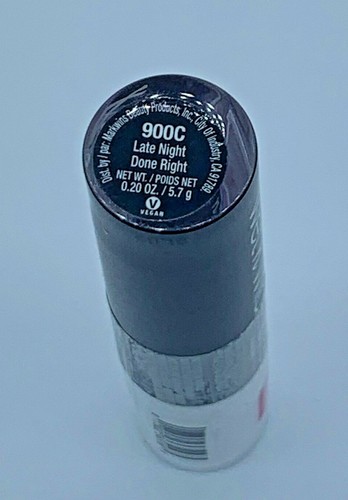 Dist. by / par: Markwins Beauty Products, Inc., City Of Industry, CA 91789,
900C
Late Night
Done Right
NET WT. / POIDS NET
0.20 OZ. / 5.7 g
V
VEGAN